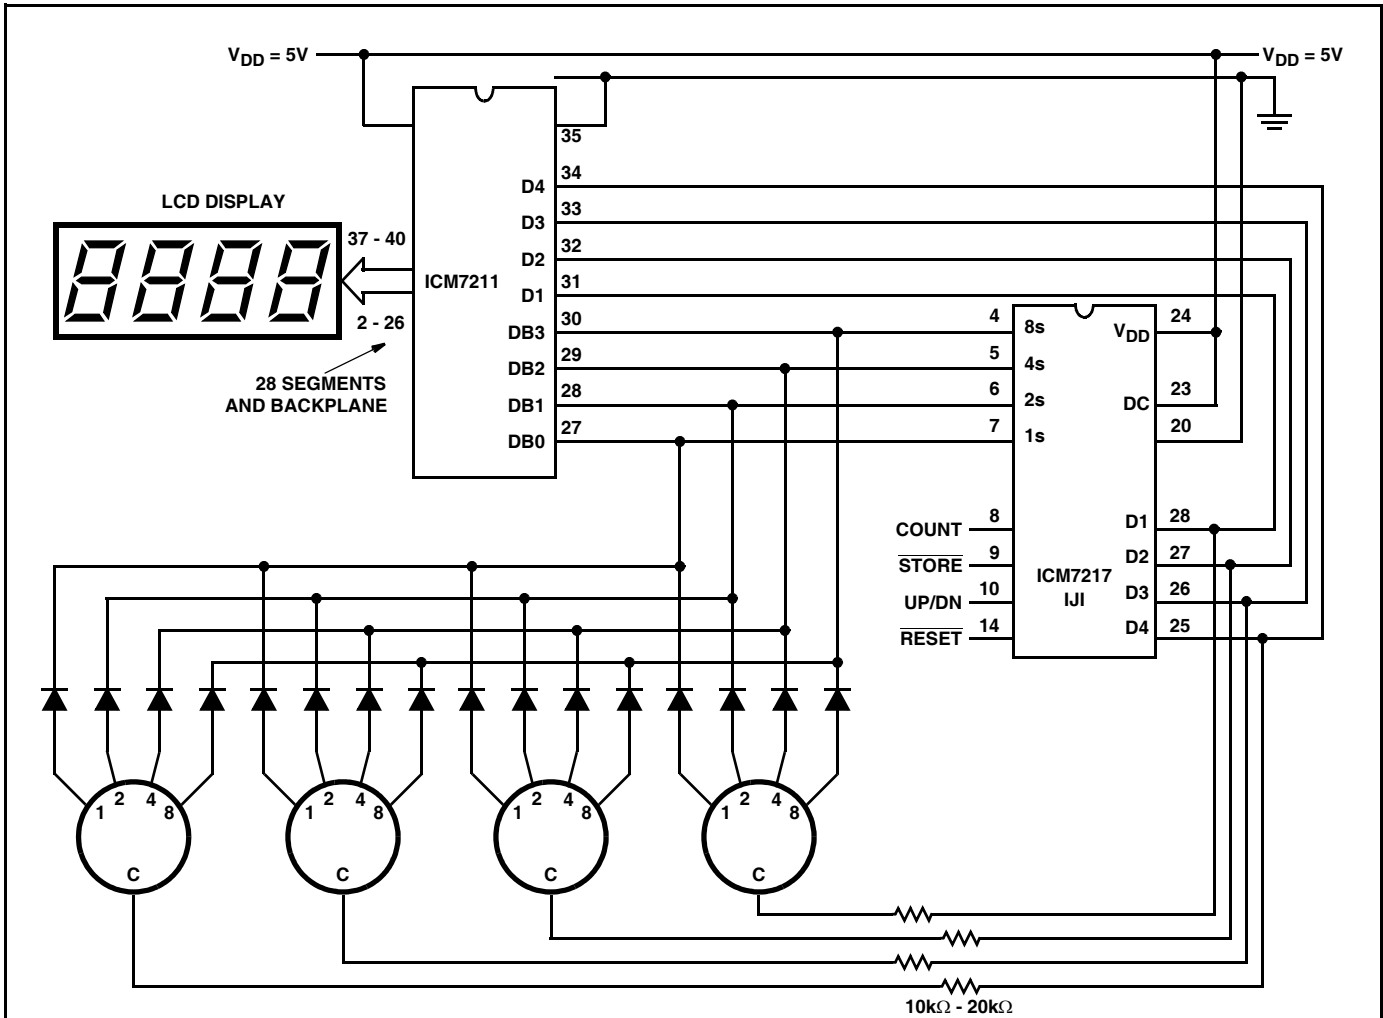 V_DD = 5V
V_DD = 5V
35
34
D4
33
D3
LCD DISPLAY
37 - 40
32
D2
ICM7211
31
D1
2 - 26
30
DB3
29
DB2
28 SEGMENTS
AND BACKPLANE
28
DB1
27
DB0
4
8s
V_DD
24
5
4s
6
2s
DC
23
7
1s
20
COUNT
8
D1
28
STORE
9
D2
27
ICM7217
IJI
UP/DN
10
D3
26
RESET
14
D4
25
1 2 4 8
C
1 2 4 8
C
1 2 4 8
C
1 2 4 8
C
10kΩ - 20kΩ